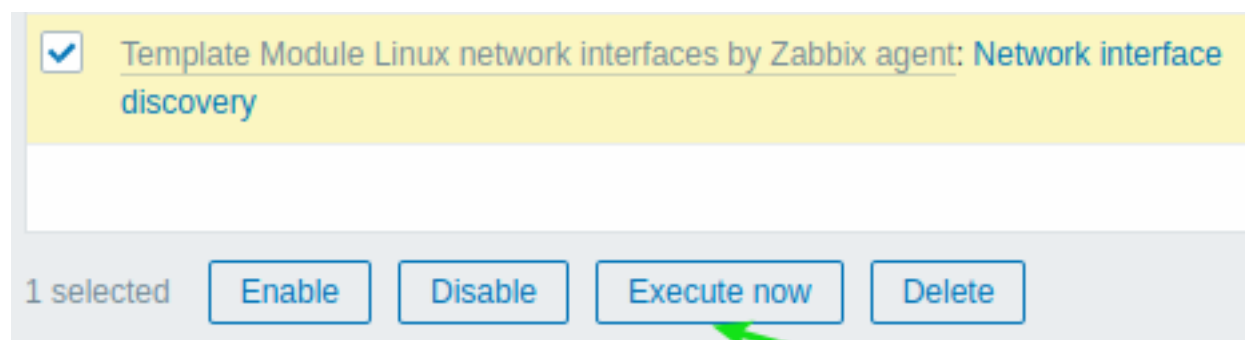 Template Module Linux network interfaces by Zabbix agent: Network interface
discovery
1 selected Enable Disable Execute now Delete